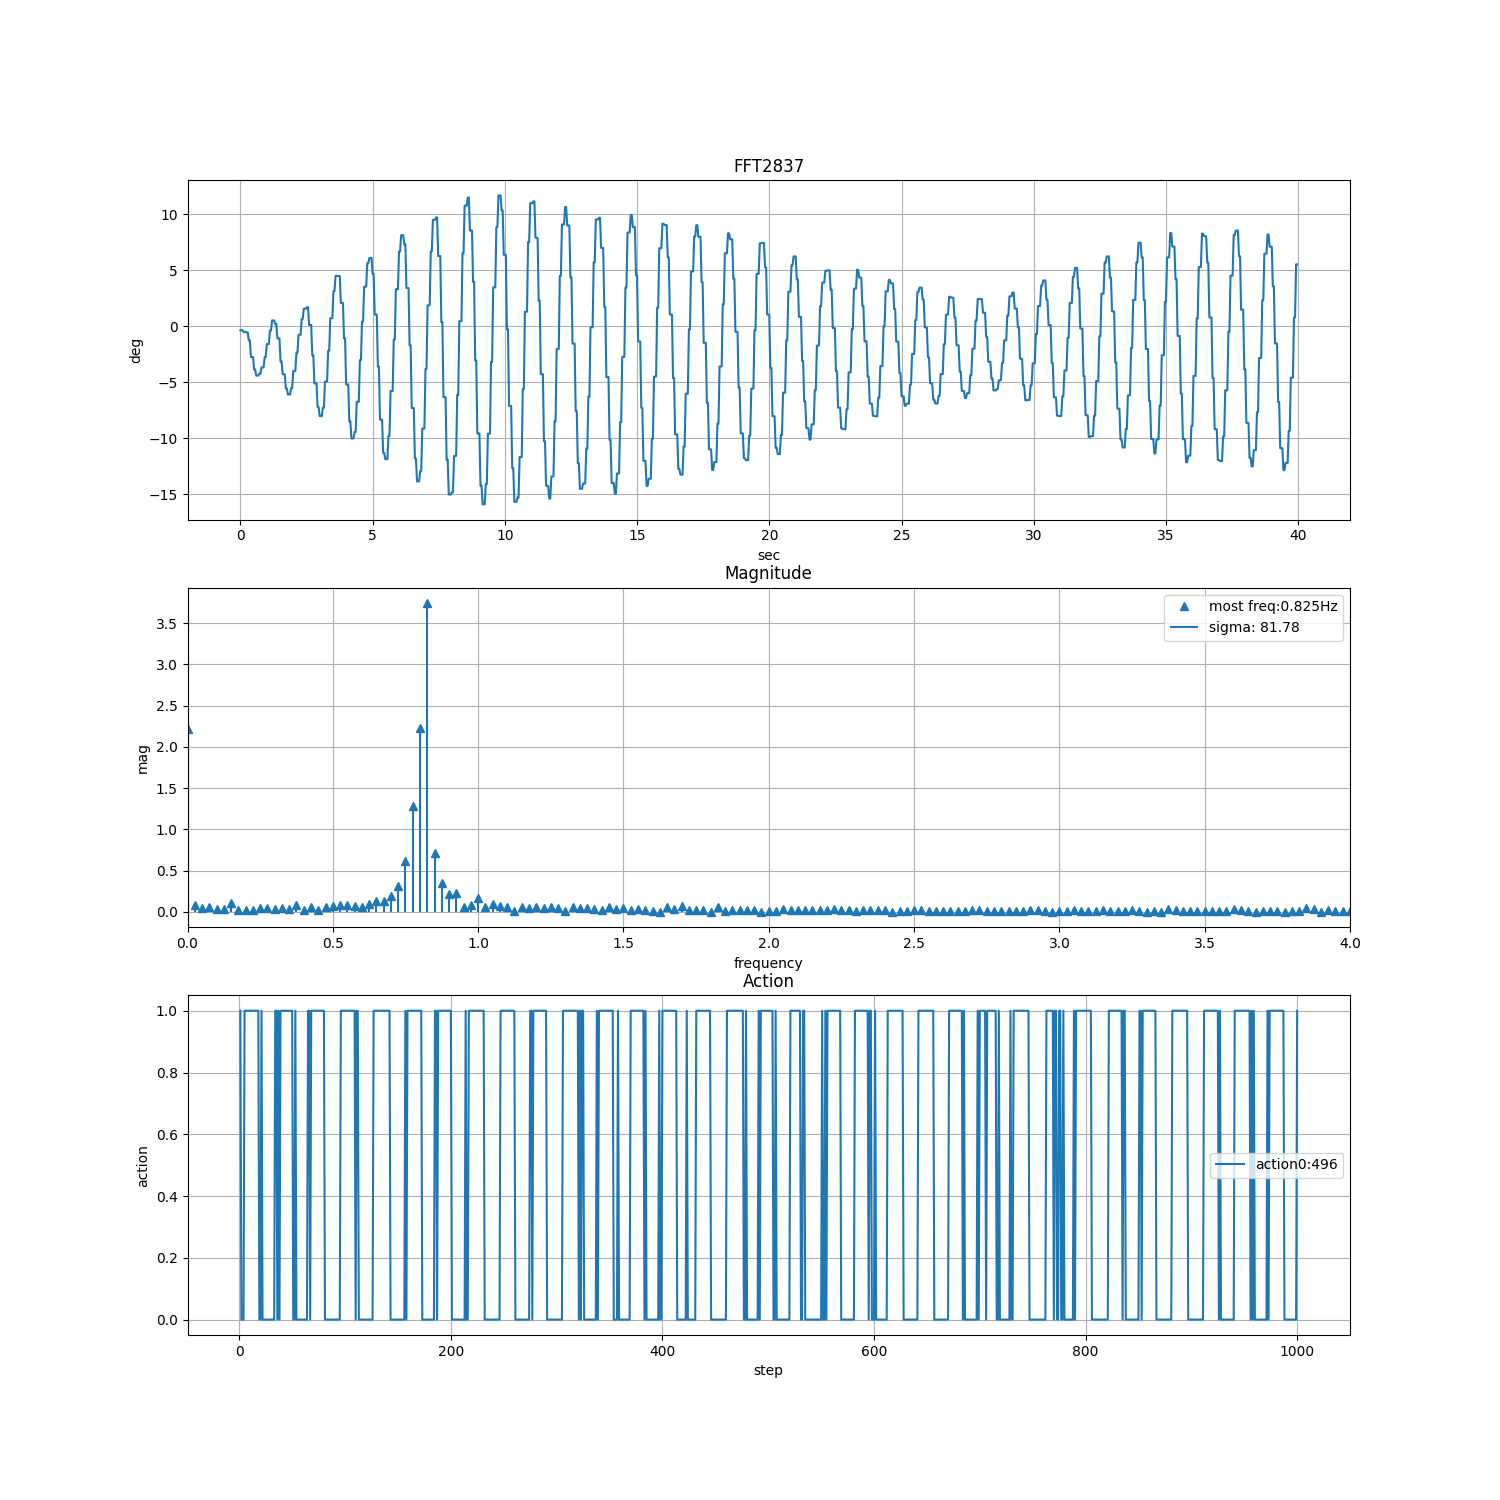 FFT2837
10
5
0
−5
−10
−15
deg
0 5 10 15 20 25 30 35 40
sec
Magnitude
most freq:0.825Hz
sigma: 81.78
3.5
3.0
2.5
2.0
1.5
1.0
0.5
0.0
mag
0.0 0.5 1.0 1.5 2.0 2.5 3.0 3.5 4.0
frequency
Action
1.0
0.8
0.6
0.4
0.2
0.0
action
action0:496
0 200 400 600 800 1000
step